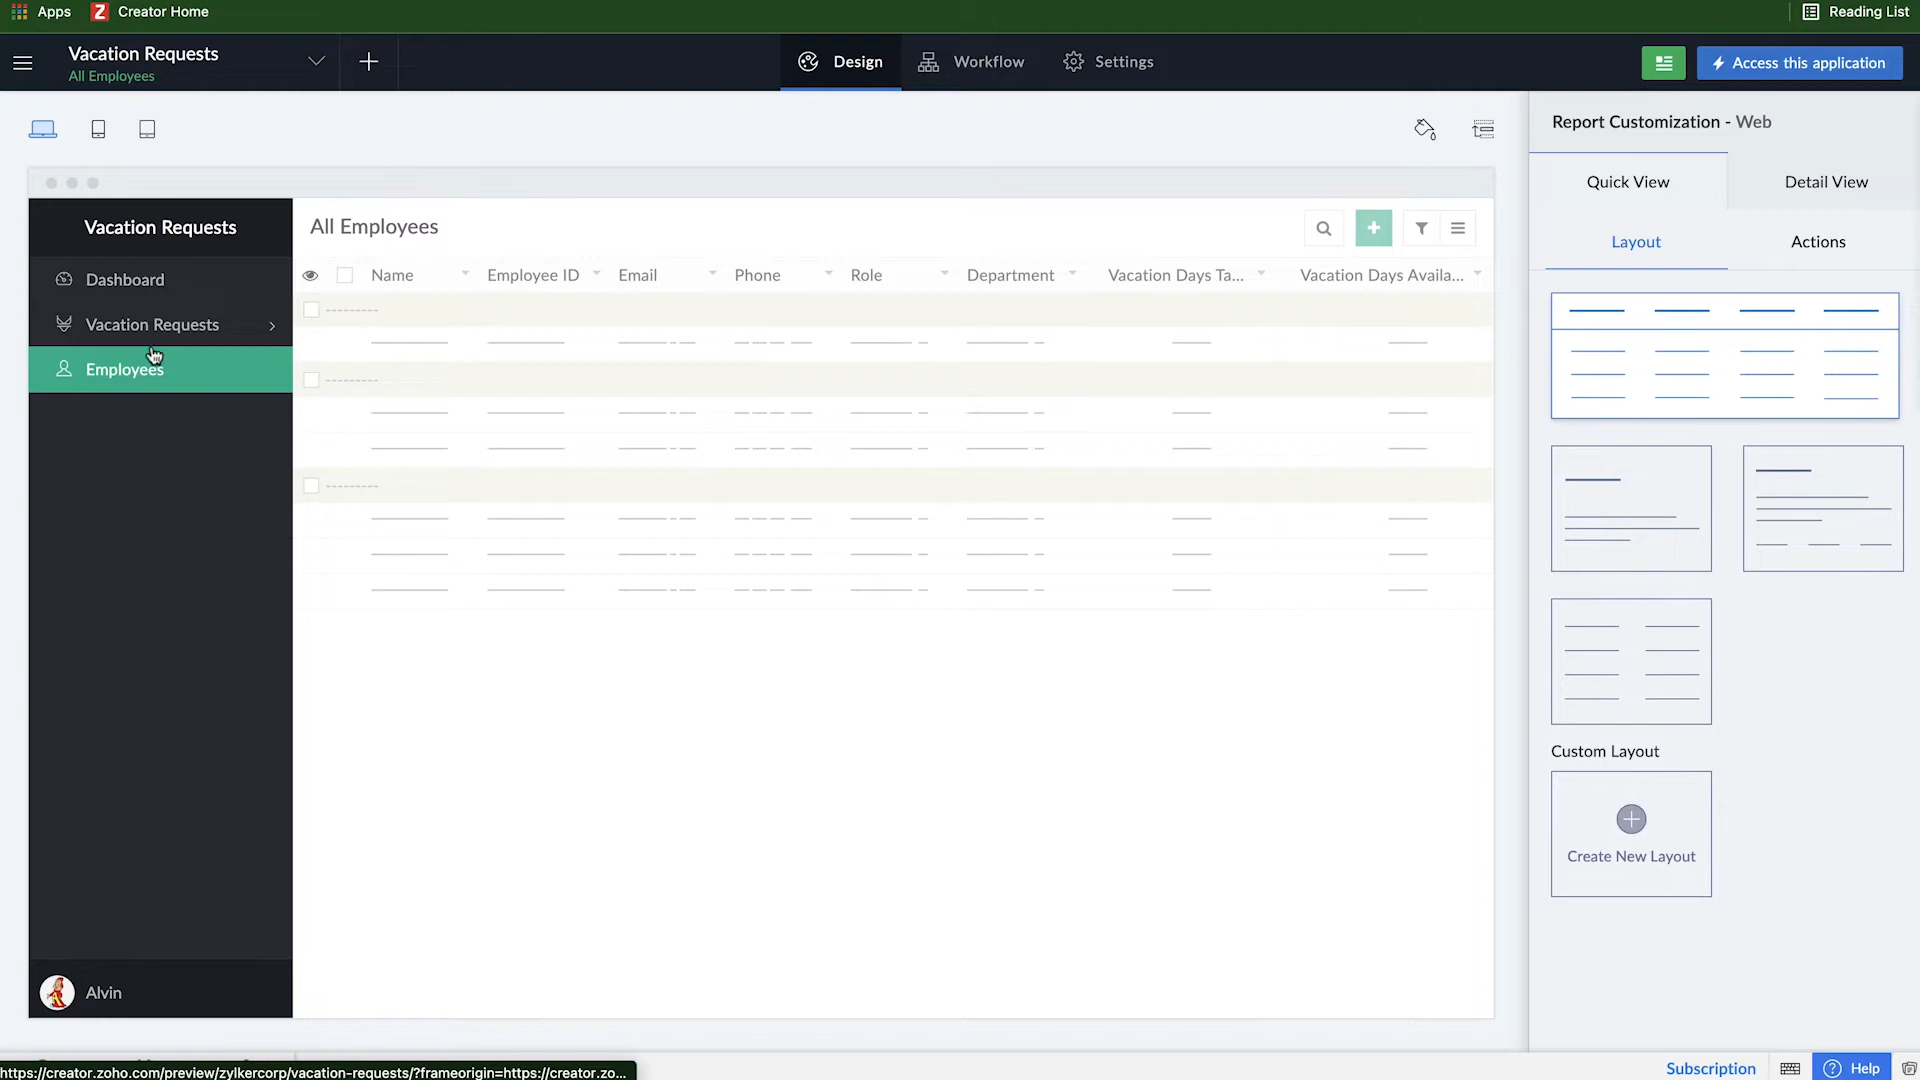 Apps
Creator Home
Reading List
Vacation Requests
All Employees
Design
Workflow
Settings
Access this application
Report Customization - Web
Quick View
Detail View
Layout
Actions
Vacation Requests
Dashboard
Vacation Requests
Employees
All Employees
Name
Employee ID
Email
Phone
Role
Department
Vacation Days Ta...
Vacation Days Availa...
Custom Layout
Create New Layout
Alvin
https://creator.zoho.com/preview/zylkercorp/vacation-requests/?frameorigin=https://creator.zo...
Subscription
Help